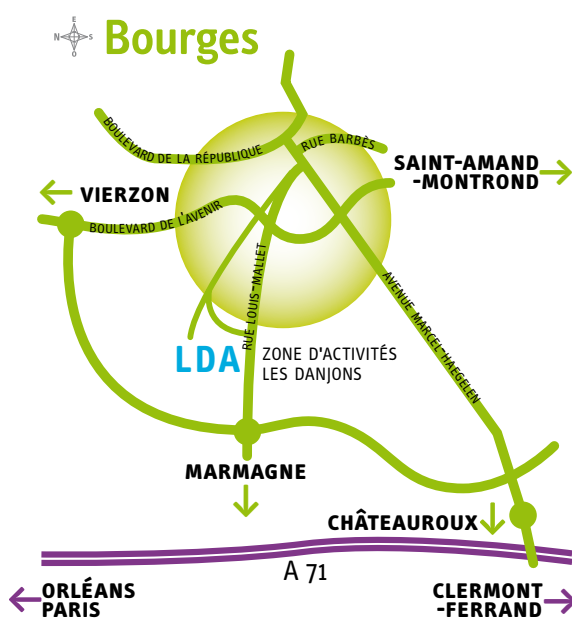 E
N
S
O
Bourges
BOULEVARD DE LA RÉPUBLIQUE
RUE BARBÈS
SAINT-AMAND
-MONTROND
VIERZON
BOULEVARD DE L'AVENIR
RUE LOUIS-MALLET
AVENUE MARCEL-HAEGELEN
LDA
ZONE D'ACTIVITÉS
LES DANJONS
MARMAGNE
CHÂTEAUROUX
A 71
ORLÉANS
PARIS
CLERMONT
-FERRAND